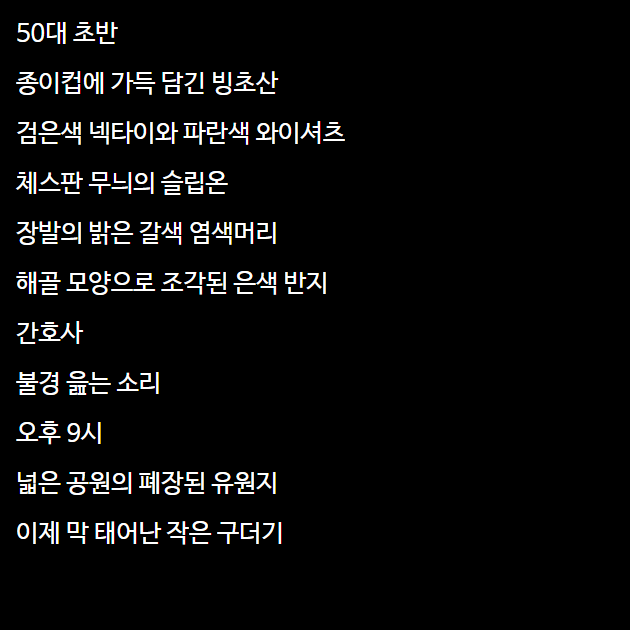 50대 초반
종이컵에 가득 담긴 빙초산
검은색 넥타이와 파란색 와이셔츠
체스판 무늬의 슬립온
장발의 밝은 갈색 염색머리
해골 모양으로 조각된 은색 반지
간호사
불경 읊는 소리
오후 9시
넓은 공원의 폐장된 유원지
이제 막 태어난 작은 구더기